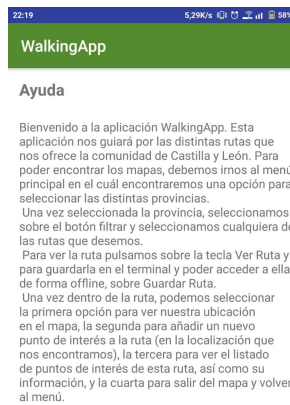 22:19 5,29K/s 58%
WalkingApp
Ayuda
Bienvenido a la aplicación WalkingApp. Esta
aplicación nos guiará por las distintas rutas que
nos ofrece la comunidad de Castilla y León. Para
poder encontrar los mapas, debemos irnos al menú
principal en el cuál encontraremos una opción para
seleccionar las distintas provincias.
Una vez seleccionada la provincia, seleccionamos
sobre el botón filtrar y seleccionamos cualquiera de
las rutas que desemos.
Para ver la ruta pulsamos sobre la tecla Ver Ruta y
para guardarla en el terminal y poder acceder a ella
de forma offline, sobre Guardar Ruta.
Una vez dentro de la ruta, podemos seleccionar
la primera opción para ver nuestra ubicación
en el mapa, la segunda para añadir un nuevo
punto de interés a la ruta (en la localización que
nos encontramos), la tercera para ver el listado
de puntos de interés de esta ruta, así como su
información, y la cuarta para salir del mapa y volver
al menú.